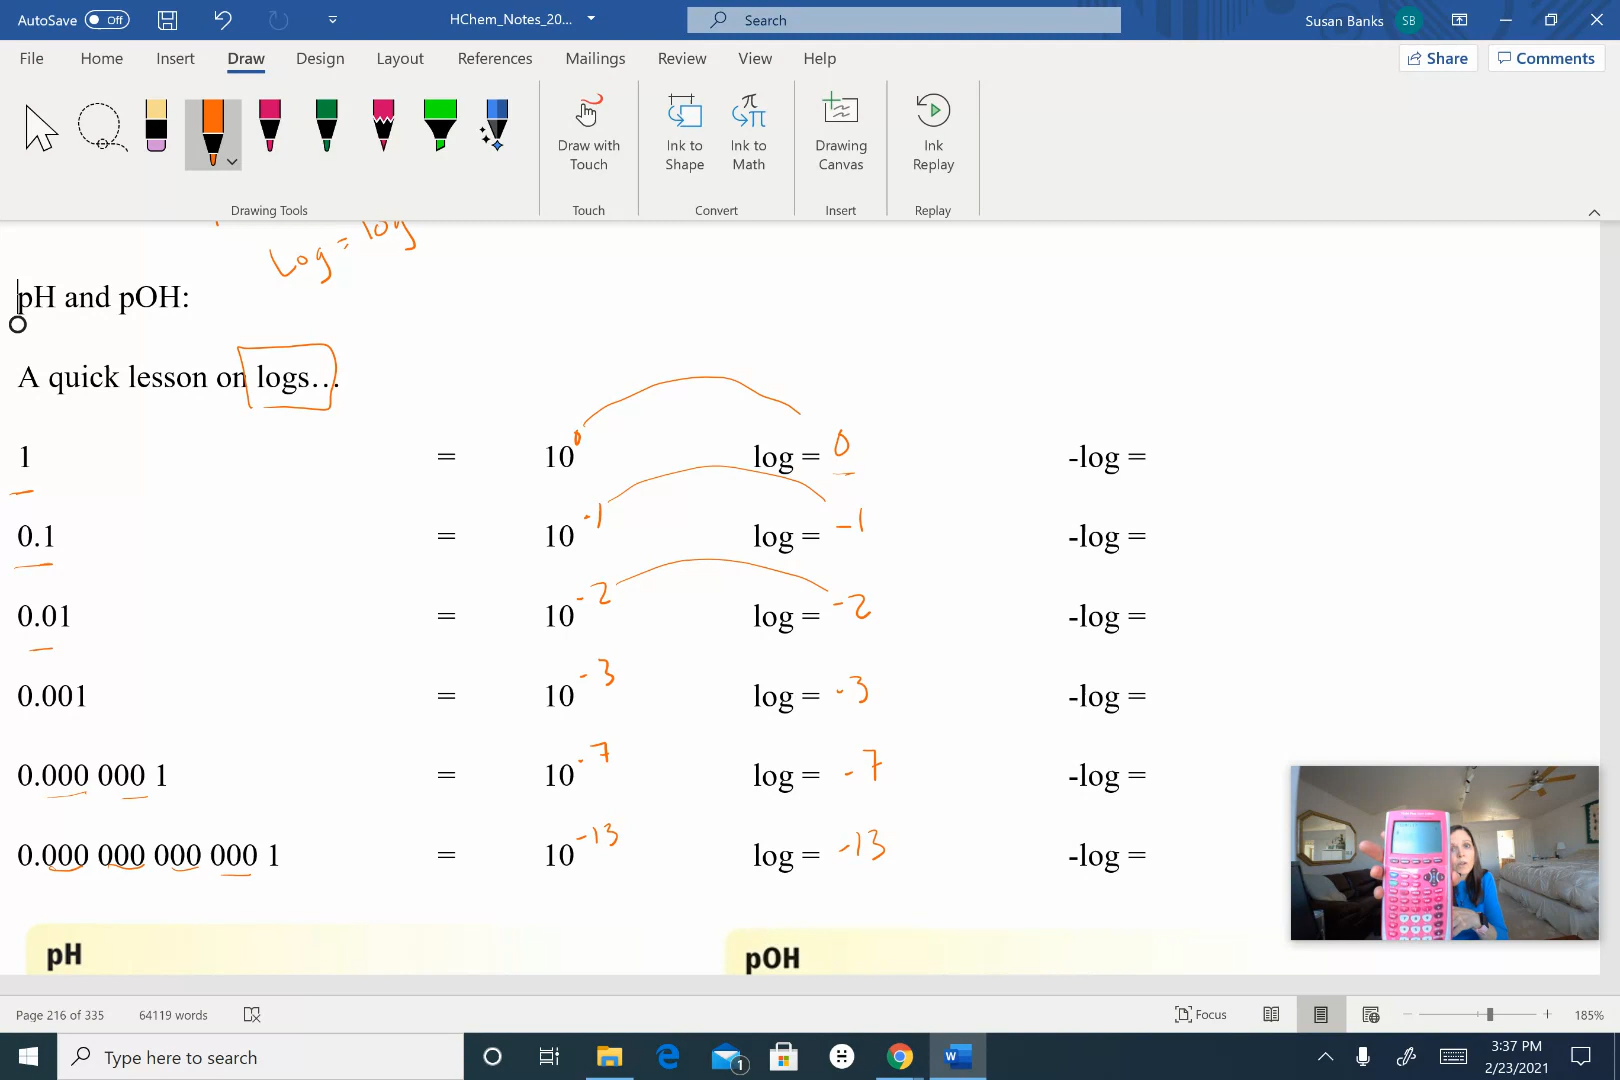 AutoSave Off HChem_Notes_20... Search Susan Banks SB
File Home Insert Draw Design Layout References Mailings Review View Help Share Comments
Draw with Touch Ink to Shape Ink to Math Drawing Canvas Ink Replay
Drawing Tools Touch Convert Insert Replay
Log = log
pH and pOH:
A quick lesson on logs...
1 = 10^0 log = 0 -log =
0.1 = 10^-1 log = -1 -log =
0.01 = 10^-2 log = -2 -log =
0.001 = 10^-3 log = -3 -log =
0.000 000 1 = 10^-7 log = -7 -log =
0.000 000 000 000 1 = 10^-13 log = -13 -log =
pH pOH
Page 216 of 335 64119 words Focus 185%
Type here to search 1 3:37 PM
2/23/2021